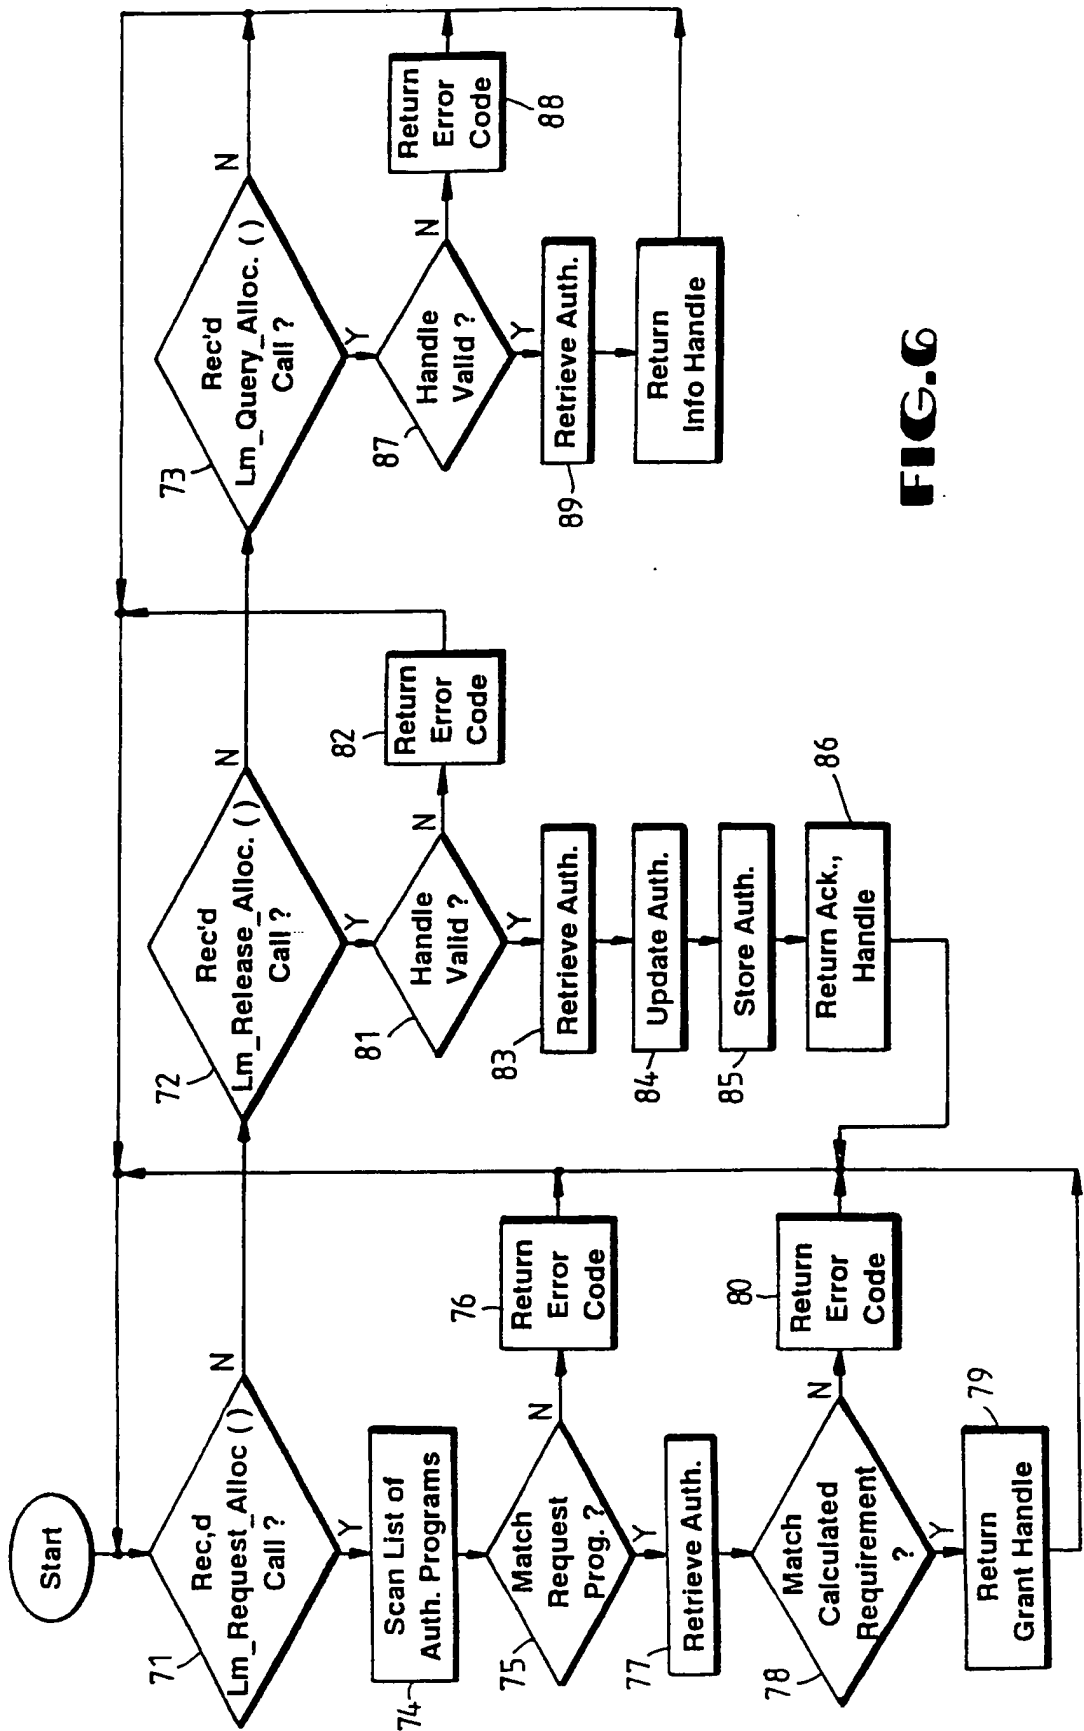 Start
71
Rec,d
Lm_Request_Alloc ( )
Call ?
N
Y
74
Scan List of
Auth. Programs
75
Match
Request
Prog. ?
N
Y
76
Return
Error
Code
77
Retrieve Auth.
78
Match
Calculated
Requirement
?
N
Y
80
Return
Error
Code
79
Return
Grant Handle
72
Rec'd
Lm_Release_Alloc. ( )
Call ?
N
Y
81
Handle
Valid ?
N
Y
82
Return
Error
Code
83
Retrieve Auth.
84
Update Auth.
85
Store Auth.
86
Return Ack.,
Handle
73
Rec'd
Lm_Query_Alloc. ( )
Call ?
N
Y
87
Handle
Valid ?
N
Y
88
Return
Error
Code
89
Retrieve Auth.
Return
Info Handle
FIG.6